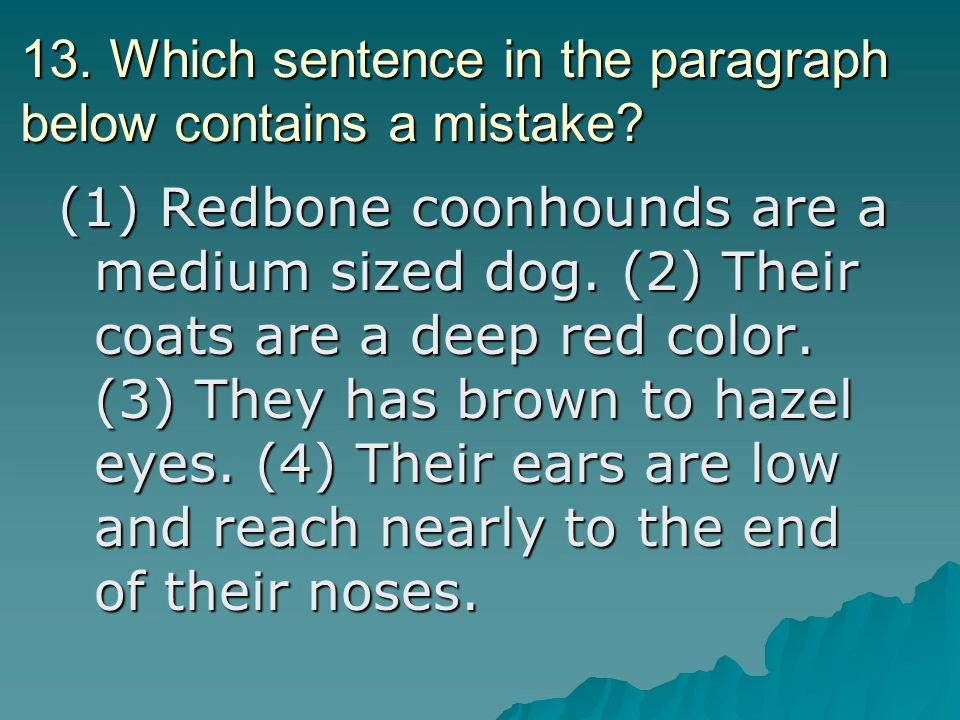 13. Which sentence in the paragraph
below contains a mistake?
(1) Redbone coonhounds are a
medium sized dog. (2) Their
coats are a deep red color.
(3) They has brown to hazel
eyes. (4) Their ears are low
and reach nearly to the end
of their noses.